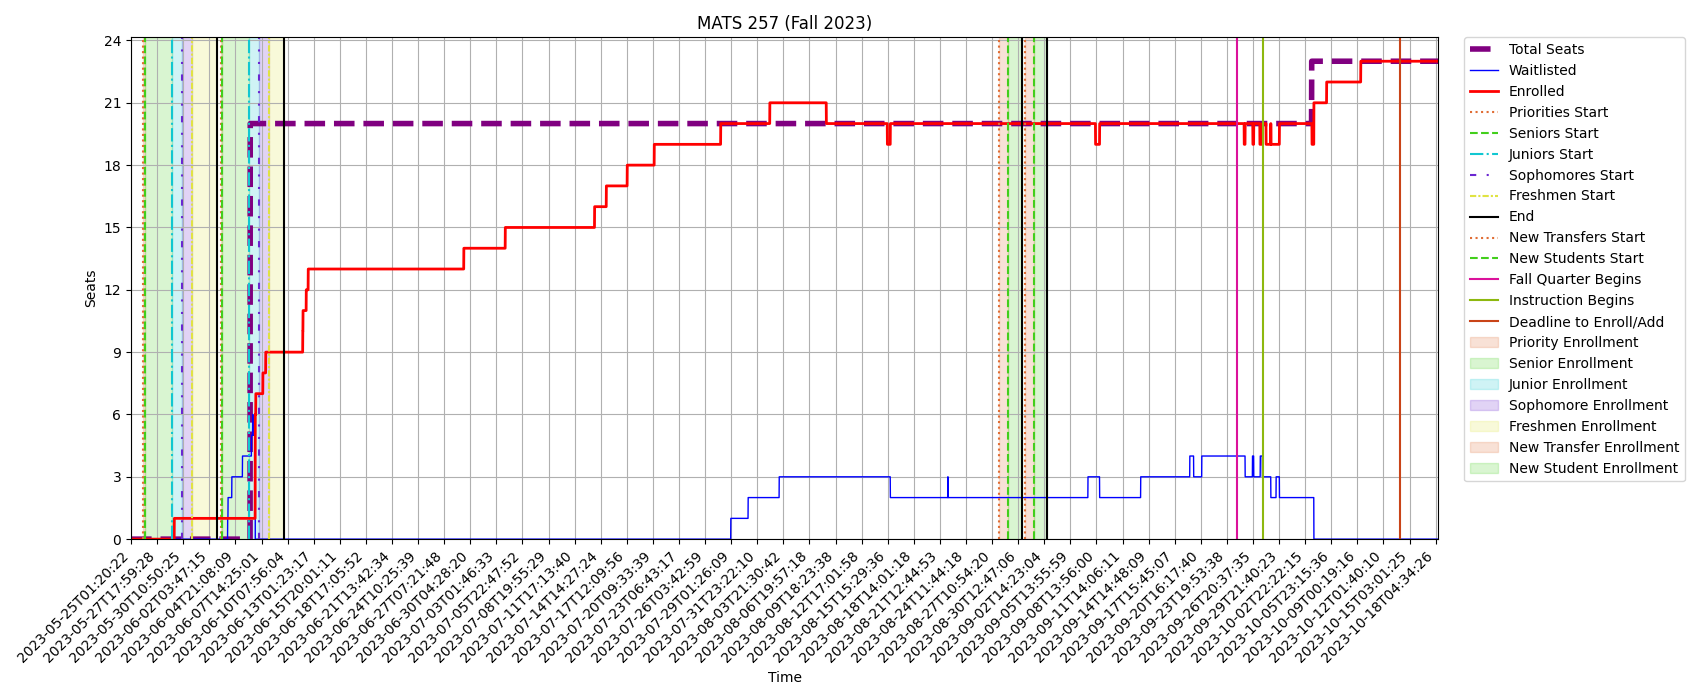 MATS 257 (Fall 2023)
24
21
18
15
12
9
6
3
0
Seats
2023-05-25T01:20:22
2023-05-27T17:59:28
2023-05-30T10:50:25
2023-06-02T03:47:15
2023-06-04T21:08:09
2023-06-07T14:25:01
2023-06-10T07:56:04
2023-06-13T01:23:17
2023-06-15T20:01:11
2023-06-18T17:05:52
2023-06-21T13:42:34
2023-06-24T10:25:39
2023-06-27T07:21:48
2023-06-30T04:28:20
2023-07-03T01:46:33
2023-07-05T22:47:52
2023-07-08T19:55:29
2023-07-11T17:13:40
2023-07-14T14:27:24
2023-07-17T12:09:56
2023-07-20T09:33:39
2023-07-23T06:43:17
2023-07-26T03:42:59
2023-07-29T01:26:09
2023-07-31T23:22:10
2023-08-03T21:30:42
2023-08-06T19:57:18
2023-08-09T18:23:38
2023-08-12T17:01:58
2023-08-15T15:29:36
2023-08-18T14:01:18
2023-08-21T12:44:53
2023-08-24T11:44:18
2023-08-27T10:54:20
2023-08-30T12:47:06
2023-09-02T14:23:04
2023-09-05T13:55:59
2023-09-08T13:56:00
2023-09-11T14:06:11
2023-09-14T14:48:09
2023-09-17T15:45:07
2023-09-20T16:17:40
2023-09-23T19:53:38
2023-09-26T20:37:35
2023-09-29T21:40:23
2023-10-02T22:22:15
2023-10-05T23:15:36
2023-10-09T00:19:16
2023-10-12T01:40:10
2023-10-15T03:01:25
2023-10-18T04:34:26
Time
Total Seats
Waitlisted
Enrolled
Priorities Start
Seniors Start
Juniors Start
Sophomores Start
Freshmen Start
End
New Transfers Start
New Students Start
Fall Quarter Begins
Instruction Begins
Deadline to Enroll/Add
Priority Enrollment
Senior Enrollment
Junior Enrollment
Sophomore Enrollment
Freshmen Enrollment
New Transfer Enrollment
New Student Enrollment